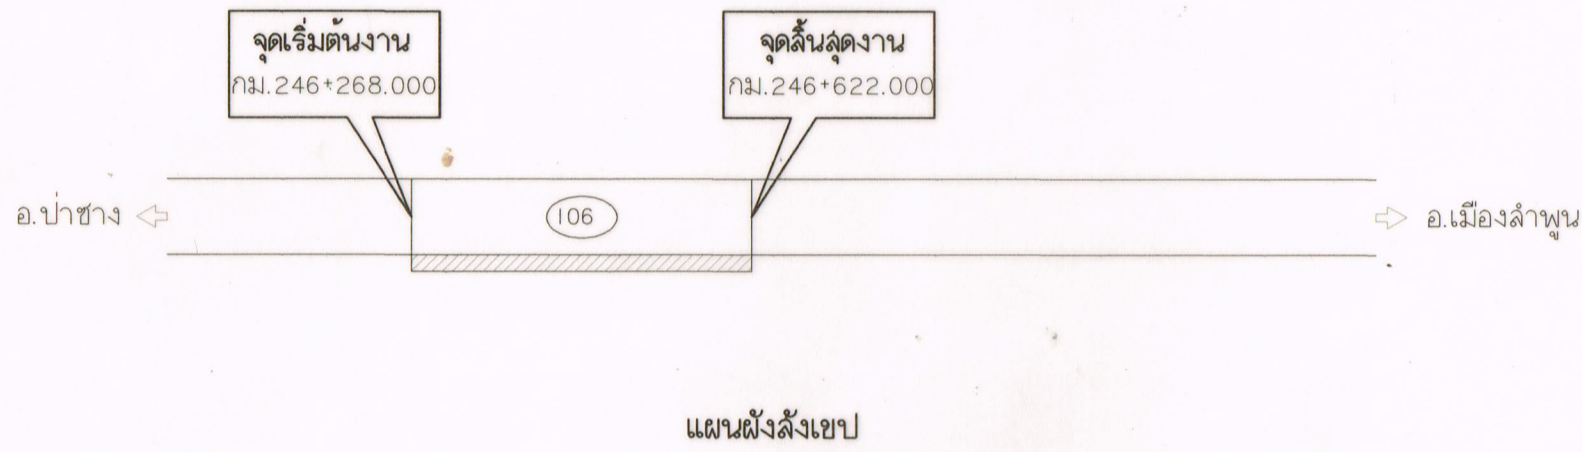 จุดเริ่มต้นงาน
กม.246+268.000
จุดสิ้นสุดงาน
กม.246+622.000
อ.ป่าซาง
106
อ.เมืองลำพูน
แผนผังสังเขป